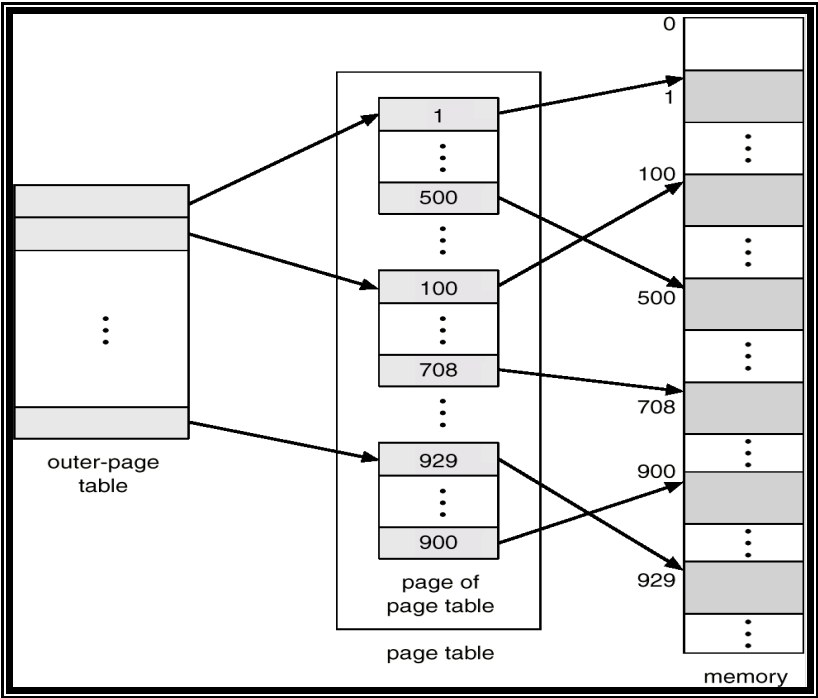 outer-page
table
1
500
100
708
929
900
page of
page table
page table
0
1
100
500
708
900
929
memory